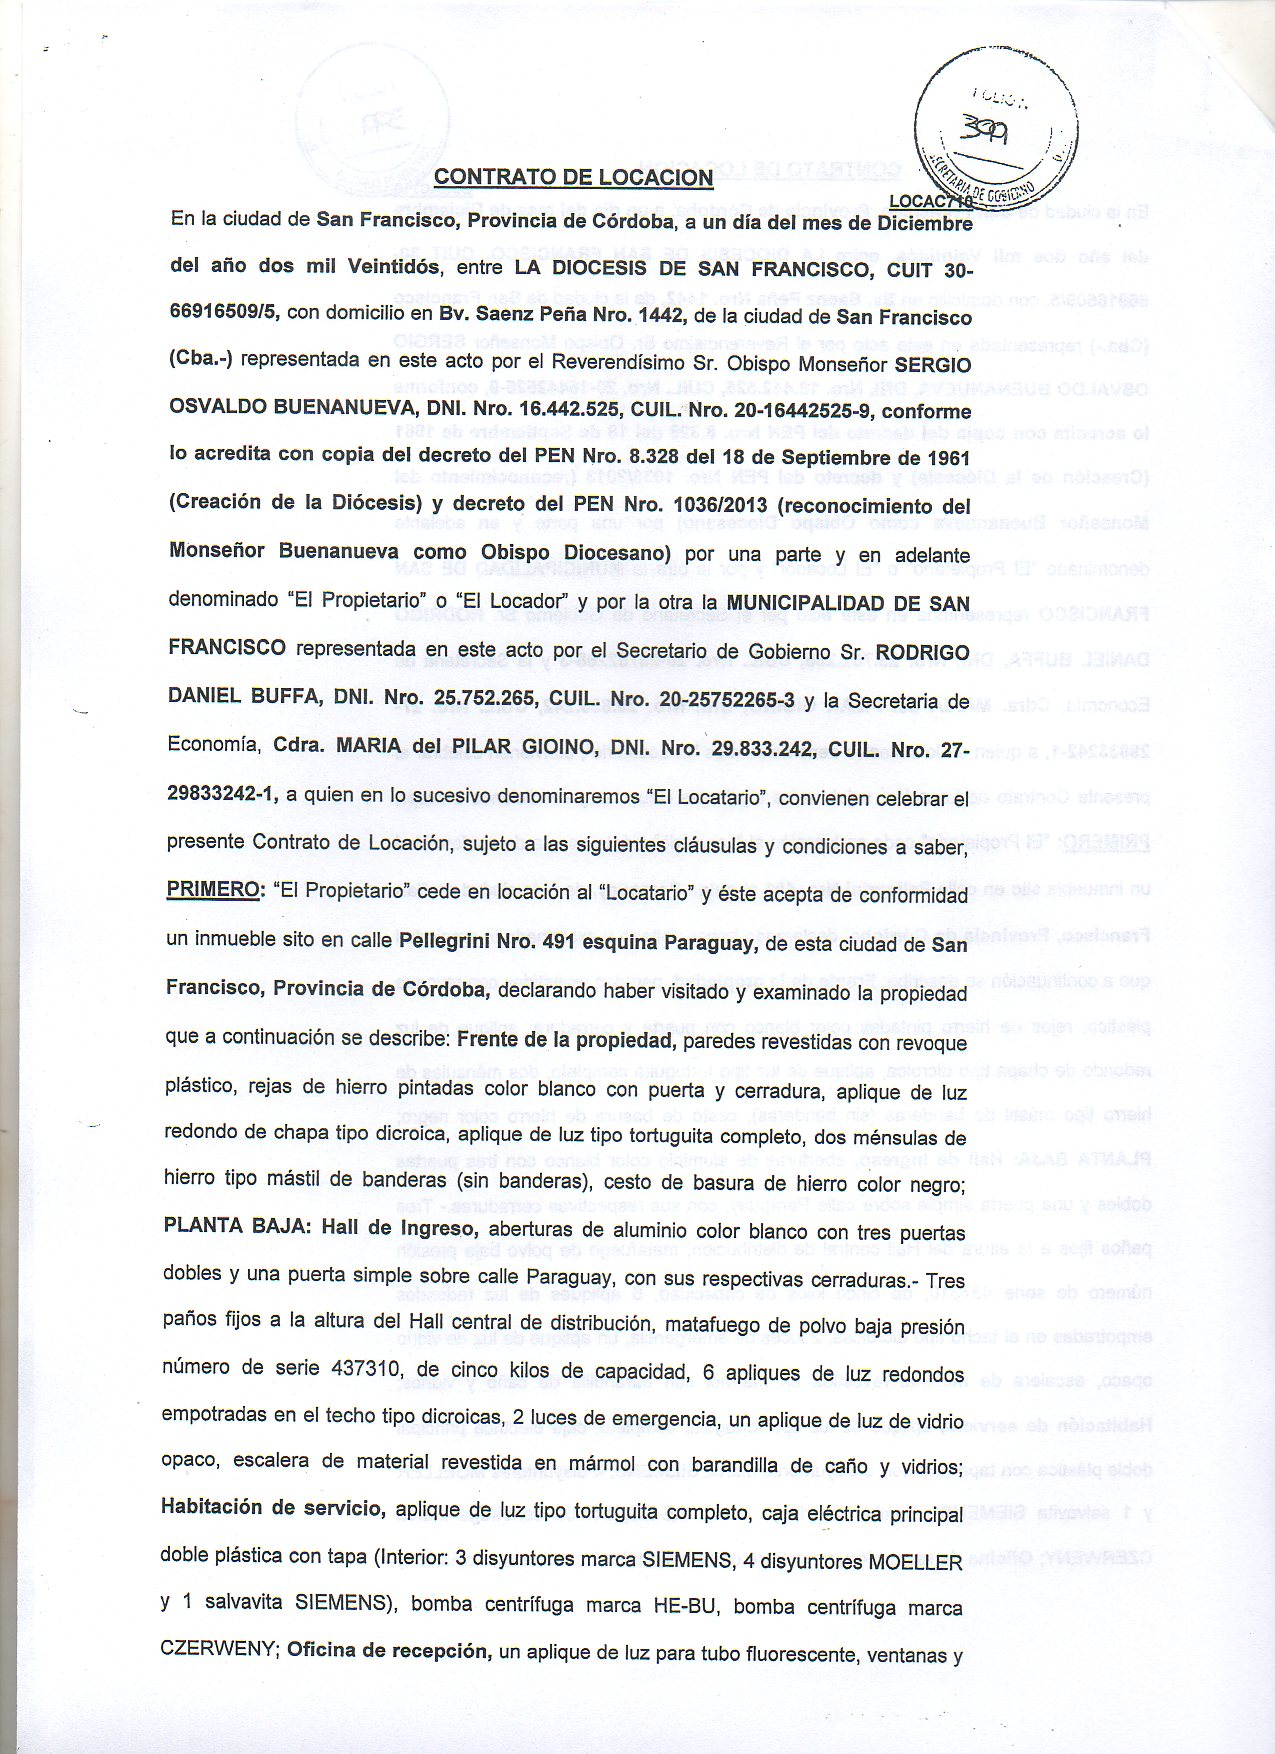 FOLIO N.
399
SECRETARIA DE GOBIERNO
CONTRATO DE LOCACION
LOCAC710
En la ciudad de San Francisco, Provincia de Córdoba, a un día del mes de Diciembre
del año dos mil Veintidós, entre LA DIOCESIS DE SAN FRANCISCO, CUIT 30-
66916509/5, con domicilio en Bv. Saenz Peña Nro. 1442, de la ciudad de San Francisco
(Cba.-) representada en este acto por el Reverendísimo Sr. Obispo Monseñor SERGIO
OSVALDO BUENANUEVA, DNI. Nro. 16.442.525, CUIL. Nro. 20-16442525-9, conforme
lo acredita con copia del decreto del PEN Nro. 8.328 del 18 de Septiembre de 1961
(Creación de la Diócesis) y decreto del PEN Nro. 1036/2013 (reconocimiento del
Monseñor Buenanueva como Obispo Diocesano) por una parte y en adelante
denominado “El Propietario” o “El Locador” y por la otra la MUNICIPALIDAD DE SAN
FRANCISCO representada en este acto por el Secretario de Gobierno Sr. RODRIGO
DANIEL BUFFA, DNI. Nro. 25.752.265, CUIL. Nro. 20-25752265-3 y la Secretaria de
Economía, Cdra. MARIA del PILAR GIOINO, DNI. Nro. 29.833.242, CUIL. Nro. 27-
29833242-1, a quien en lo sucesivo denominaremos “El Locatario”, convienen celebrar el
presente Contrato de Locación, sujeto a las siguientes cláusulas y condiciones a saber,
PRIMERO: “El Propietario” cede en locación al “Locatario” y éste acepta de conformidad
un inmueble sito en calle Pellegrini Nro. 491 esquina Paraguay, de esta ciudad de San
Francisco, Provincia de Córdoba, declarando haber visitado y examinado la propiedad
que a continuación se describe: Frente de la propiedad, paredes revestidas con revoque
plástico, rejas de hierro pintadas color blanco con puerta y cerradura, aplique de luz
redondo de chapa tipo dicroica, aplique de luz tipo tortuguita completo, dos ménsulas de
hierro tipo mástil de banderas (sin banderas), cesto de basura de hierro color negro;
PLANTA BAJA: Hall de Ingreso, aberturas de aluminio color blanco con tres puertas
dobles y una puerta simple sobre calle Paraguay, con sus respectivas cerraduras.- Tres
paños fijos a la altura del Hall central de distribución, matafuego de polvo baja presión
número de serie 437310, de cinco kilos de capacidad, 6 apliques de luz redondos
empotradas en el techo tipo dicroicas, 2 luces de emergencia, un aplique de luz de vidrio
opaco, escalera de material revestida en mármol con barandilla de caño y vidrios;
Habitación de servicio, aplique de luz tipo tortuguita completo, caja eléctrica principal
doble plástica con tapa (Interior: 3 disyuntores marca SIEMENS, 4 disyuntores MOELLER
y 1 salvavita SIEMENS), bomba centrífuga marca HE-BU, bomba centrífuga marca
CZERWENY; Oficina de recepción, un aplique de luz para tubo fluorescente, ventanas y